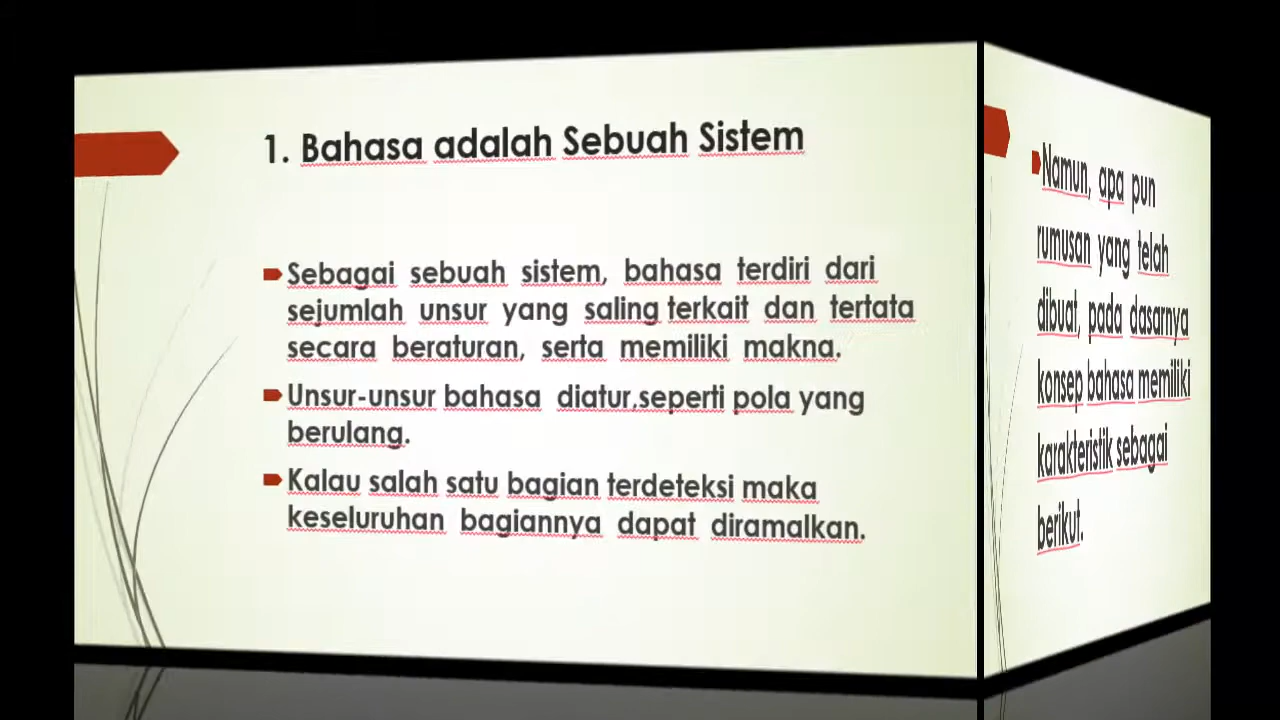 1. Bahasa adalah Sebuah Sistem
Sebagai sebuah sistem, bahasa terdiri dari
sejumlah unsur yang saling terkait dan tertata
secara beraturan, serta memiliki makna.
Unsur-unsur bahasa diatur,seperti pola yang
berulang.
Kalau salah satu bagian terdeteksi maka
keseluruhan bagiannya dapat diramalkan.
Namun, apa pun
rumusan yang telah
dibuat, pada dasarnya
konsep bahasa memiliki
karakteristik sebagai
berikut.